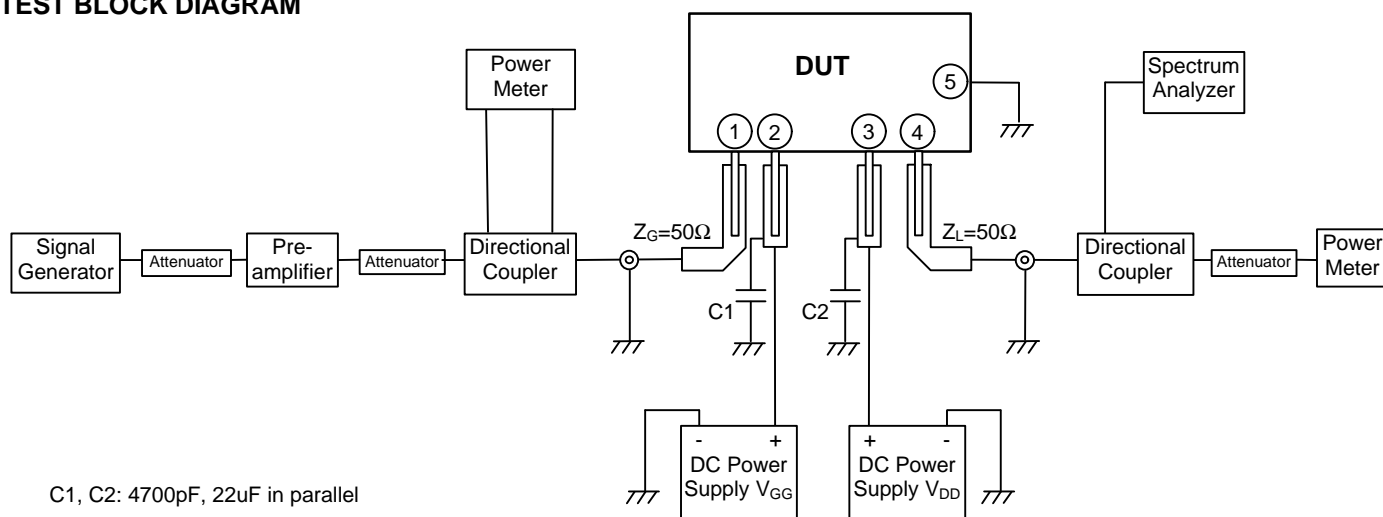 TEST BLOCK DIAGRAM
DUT
Power
Meter
Spectrum
Analyzer
5
1
2
3
4
ZG=50Ω
ZL=50Ω
Signal
Generator
Attenuator
Pre-
amplifier
Attenuator
Directional
Coupler
Directional
Coupler
Attenuator
Power
Meter
C1
C2
- +
DC Power
Supply VGG
+ -
DC Power
Supply VDD
C1, C2: 4700pF, 22uF in parallel